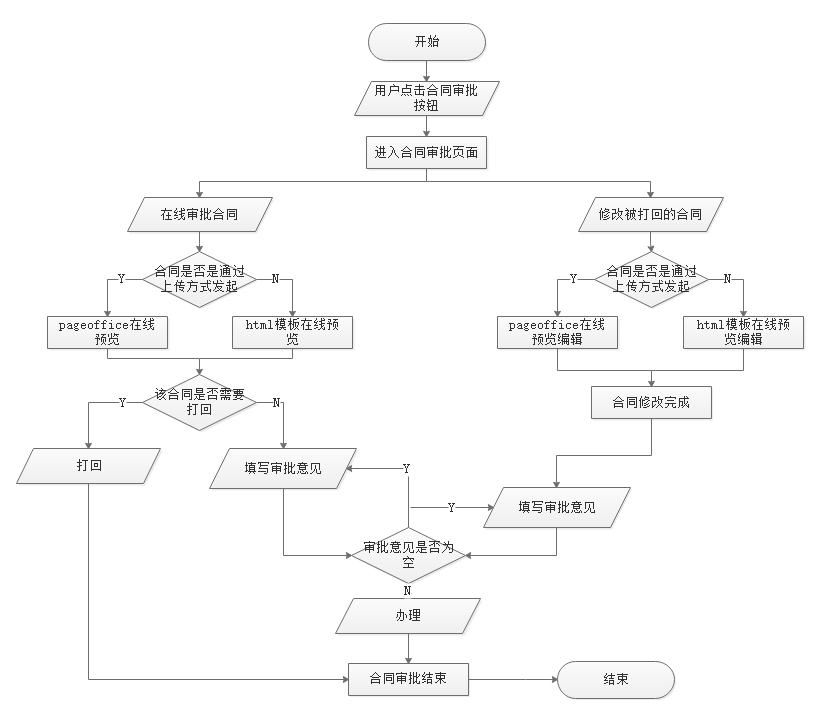 开始
用户点击合同审批
按钮
进入合同审批页面
在线审批合同
修改被打回的合同
合同是否是通过
上传方式发起
Y
N
合同是否是通过
上传方式发起
Y
N
pageoffice在线
预览
html模板在线预
览
pageoffice在线
预览编辑
html模板在线预
览编辑
该合同是否需要
打回
Y
N
合同修改完成
打回
填写审批意见
Y
Y
填写审批意见
审批意见是否为
空
N
办理
合同审批结束
结束